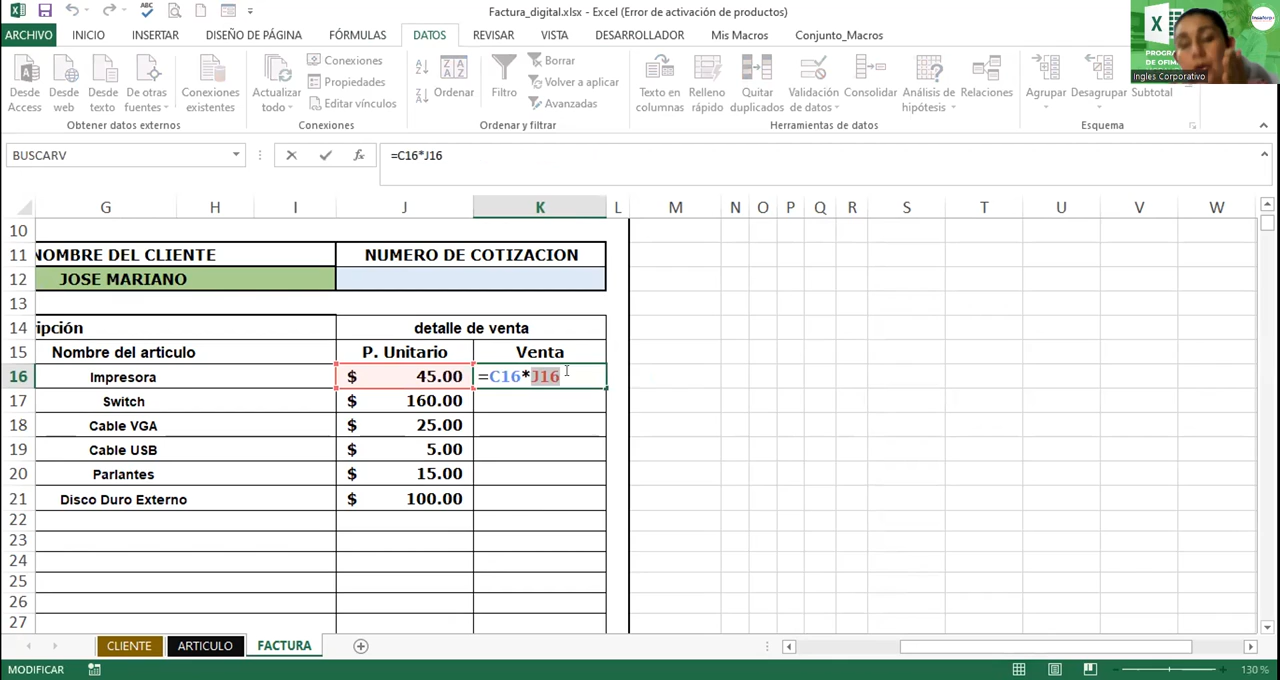 Factura_digital.xlsx - Excel (Error de activación de productos)
ARCHIVO INICIO INSERTAR DISEÑO DE PÁGINA FÓRMULAS DATOS REVISAR VISTA DESARROLLADOR Mis Macros Conjunto_Macros
Desde Access
Desde web
Desde texto
De otras fuentes
Obtener datos externos
Conexiones existentes
Actualizar todo
Conexiones
Propiedades
Editar vínculos
Conexiones
Ordenar
Filtro
Borrar
Volver a aplicar
Avanzadas
Ordenar y filtrar
Texto en columnas
Relleno rápido
Quitar duplicados
Validación de datos
Consolidar
Análisis de hipótesis
Relaciones
Herramientas de datos
Agrupar
Desagrupar
Subtotal
Esquema
Ingles Corporativo
BUSCARV =C16*J16
G H I J K L M N O P Q R S T U V W
10
11 NOMBRE DEL CLIENTE NUMERO DE COTIZACION
12 JOSE MARIANO
13
14 ripción detalle de venta
15 Nombre del articulo P. Unitario Venta
16 Impresora $ 45.00 =C16*J16
17 Switch $ 160.00
18 Cable VGA $ 25.00
19 Cable USB $ 5.00
20 Parlantes $ 15.00
21 Disco Duro Externo $ 100.00
22
23
24
25
26
27
CLIENTE ARTICULO FACTURA
MODIFICAR 130 %